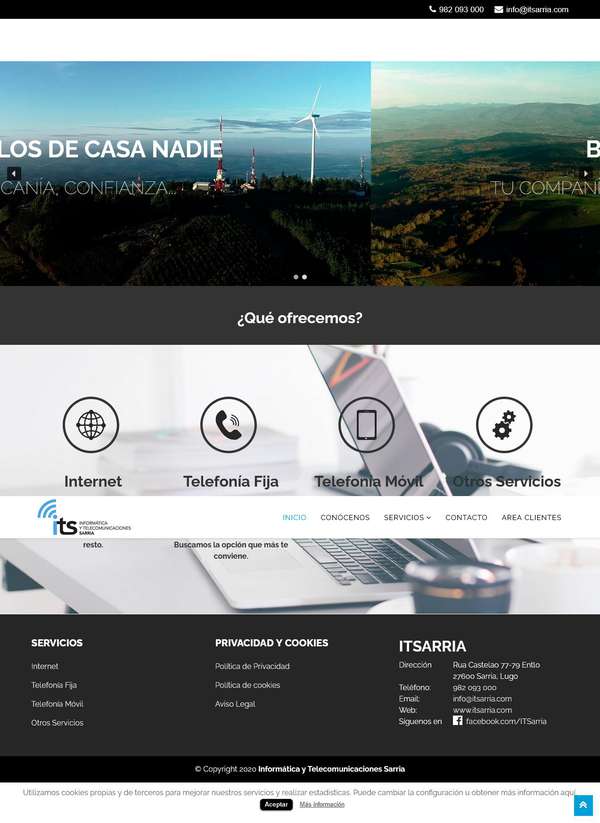 982 093 000 info@itsarria.com
LOS DE CASA NADIE
CANÍA, CONFIANZA...
B
TU COMPAÑÍ
¿Qué ofrecemos?
Internet Telefonía Fija Telefonía Móvil Otros Servicios
its INFORMÁTICA
Y TELECOMUNICACIONES
SARRIA
INICIO CONÓCENOS SERVICIOS CONTACTO AREA CLIENTES
resto.
Buscamos la opción que más te
conviene.
SERVICIOS
Internet
Telefonía Fija
Telefonía Móvil
Otros Servicios
PRIVACIDAD Y COOKIES
Política de Privacidad
Política de cookies
Aviso Legal
ITSARRIA
Dirección Rua Castelao 77-79 Entlo
27600 Sarria, Lugo
Teléfono: 982 093 000
Email: info@itsarria.com
Web: www.itsarria.com
Síguenos en facebook.com/ITSarria
© Copyright 2020 Informática y Telecomunicaciones Sarria
Utilizamos cookies propias y de terceros para mejorar nuestros servicios y realizar estadísticas. Puede cambiar la configuración u obtener más información aquí
Aceptar Más información